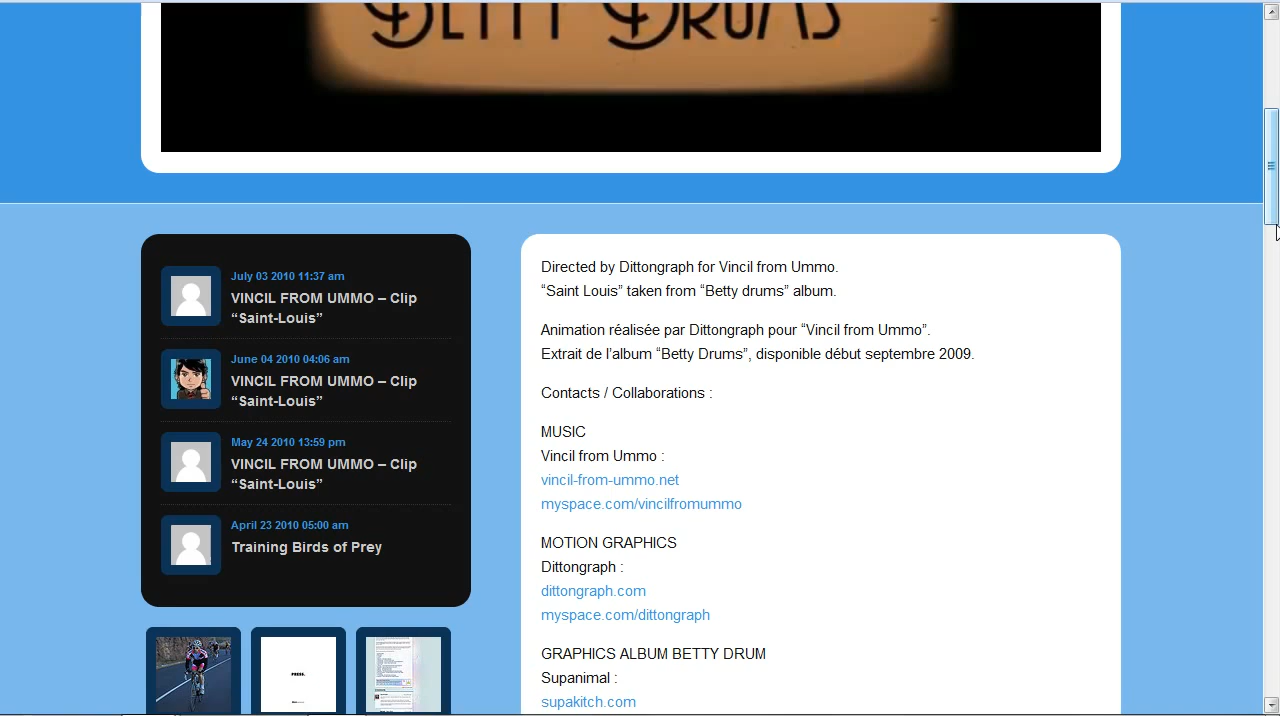 BETTY DRUMS
July 03 2010 11:37 am
VINCIL FROM UMMO – Clip
“Saint-Louis”
June 04 2010 04:06 am
VINCIL FROM UMMO – Clip
“Saint-Louis”
May 24 2010 13:59 pm
VINCIL FROM UMMO – Clip
“Saint-Louis”
April 23 2010 05:00 am
Training Birds of Prey
PRESS.
Directed by Dittongraph for Vincil from Ummo.
“Saint Louis” taken from “Betty drums” album.
Animation réalisée par Dittongraph pour “Vincil from Ummo”.
Extrait de l’album “Betty Drums”, disponible début septembre 2009.
Contacts / Collaborations :
MUSIC
Vincil from Ummo :
vincil-from-ummo.net
myspace.com/vincilfromummo
MOTION GRAPHICS
Dittongraph :
dittongraph.com
myspace.com/dittongraph
GRAPHICS ALBUM BETTY DRUM
Supanimal :
supakitch.com